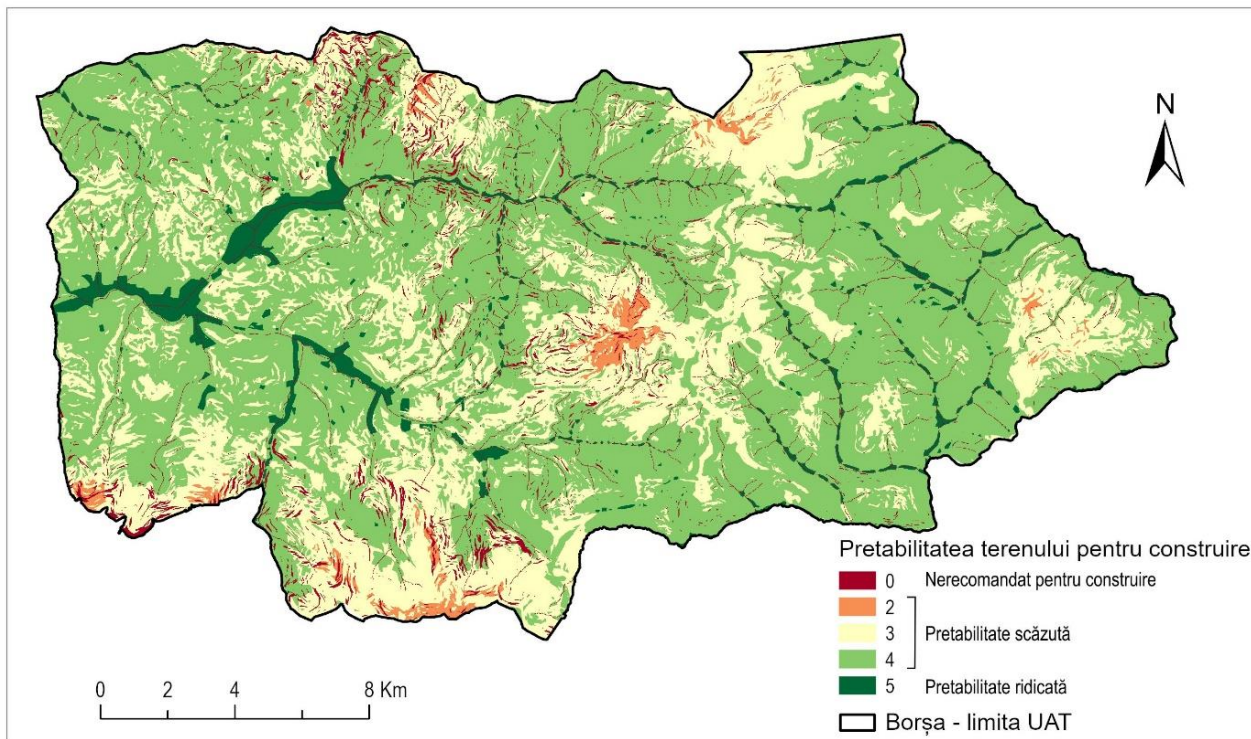 N
Pretabilitatea terenului pentru construire
0 Nerecomandat pentru construire
2
3 Pretabilitate scăzută
4
5 Pretabilitate ridicată
Borșa - limita UAT
0 2 4 8 Km